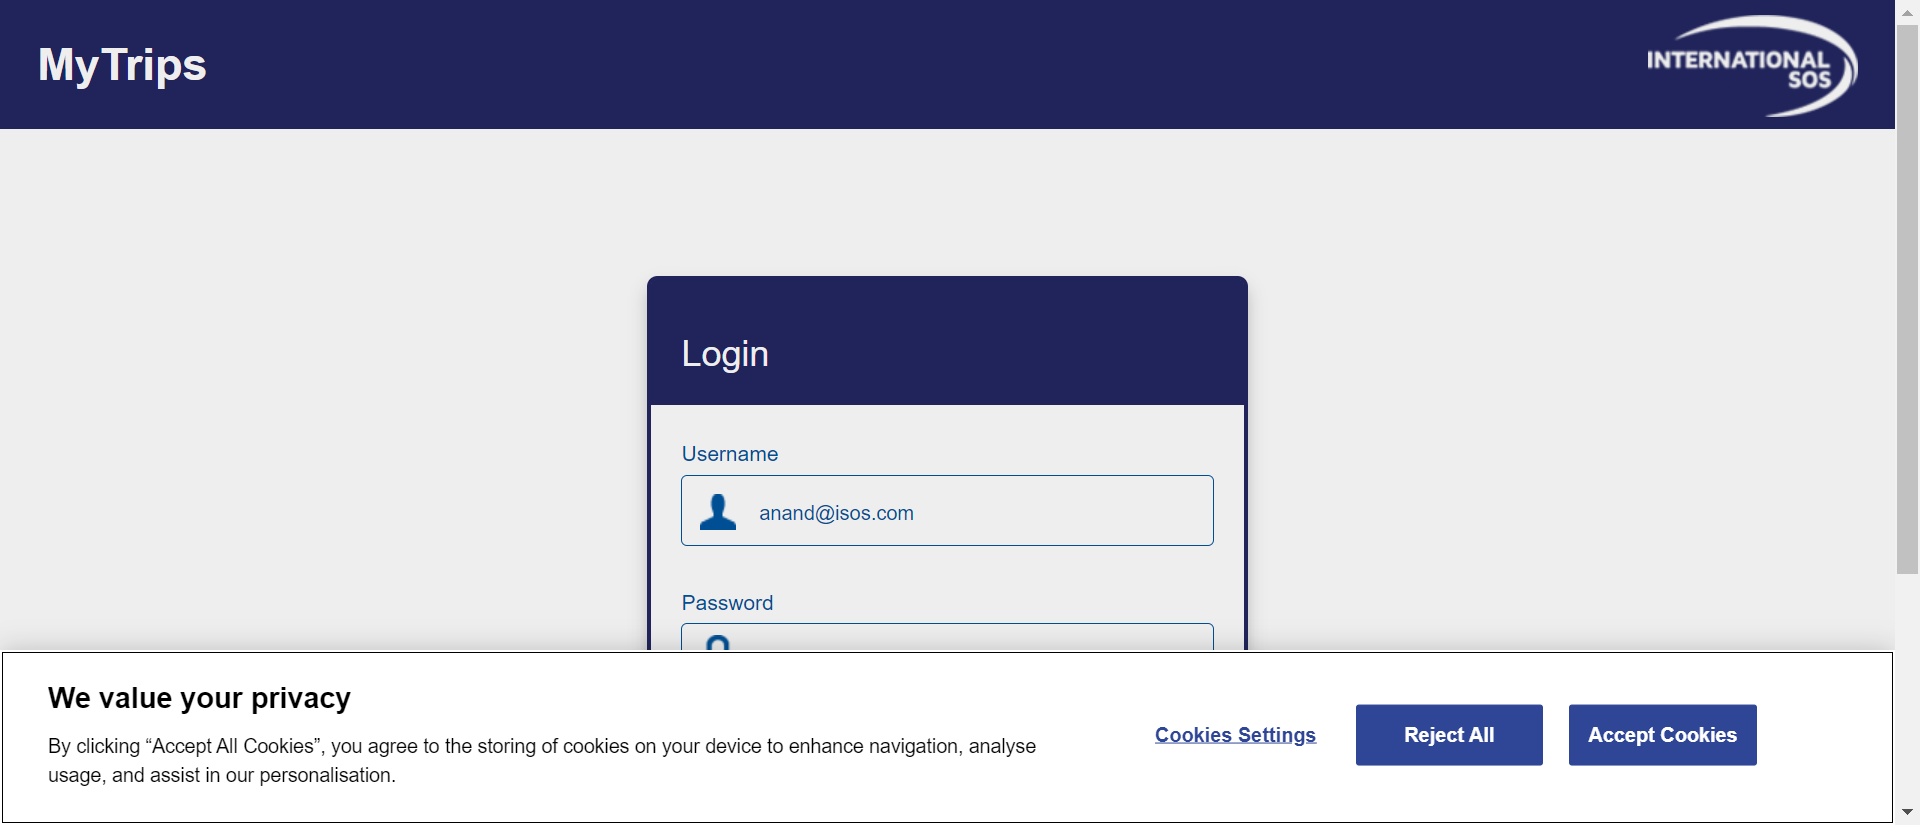 MyTrips
INTERNATIONAL
SOS
Login
Username
anand@isos.com
Password
We value your privacy
By clicking “Accept All Cookies”, you agree to the storing of cookies on your device to enhance navigation, analyse
usage, and assist in our personalisation.
Cookies Settings
Reject All
Accept Cookies